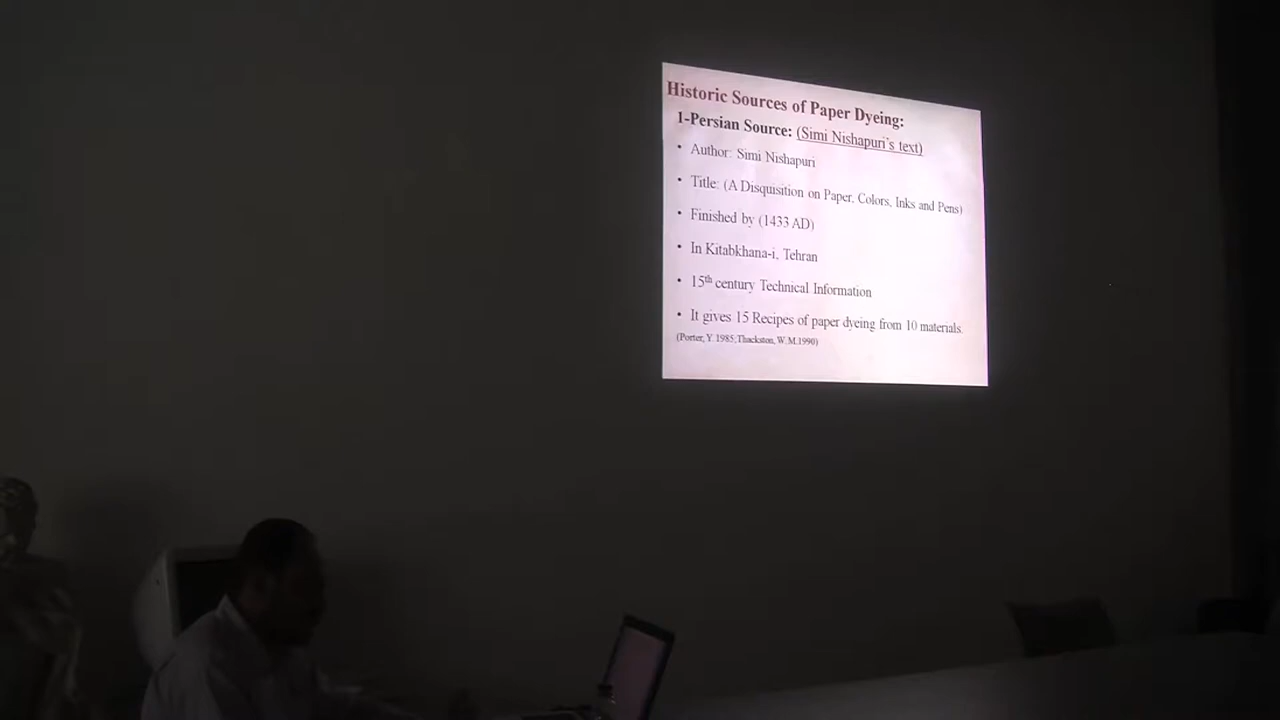 Historic Sources of Paper Dyeing:
1-Persian Source: (Simi Nishapuri's text)
• Author: Simi Nishapuri
• Title: (A Disquisition on Paper, Colors, Inks and Pens)
• Finished by (1433 AD)
• In Kitabkhana-i, Tehran
• 15th century Technical Information
• It gives 15 Recipes of paper dyeing from 10 materials.
(Porter, Y. 1985; Thackston, W. M.1990)